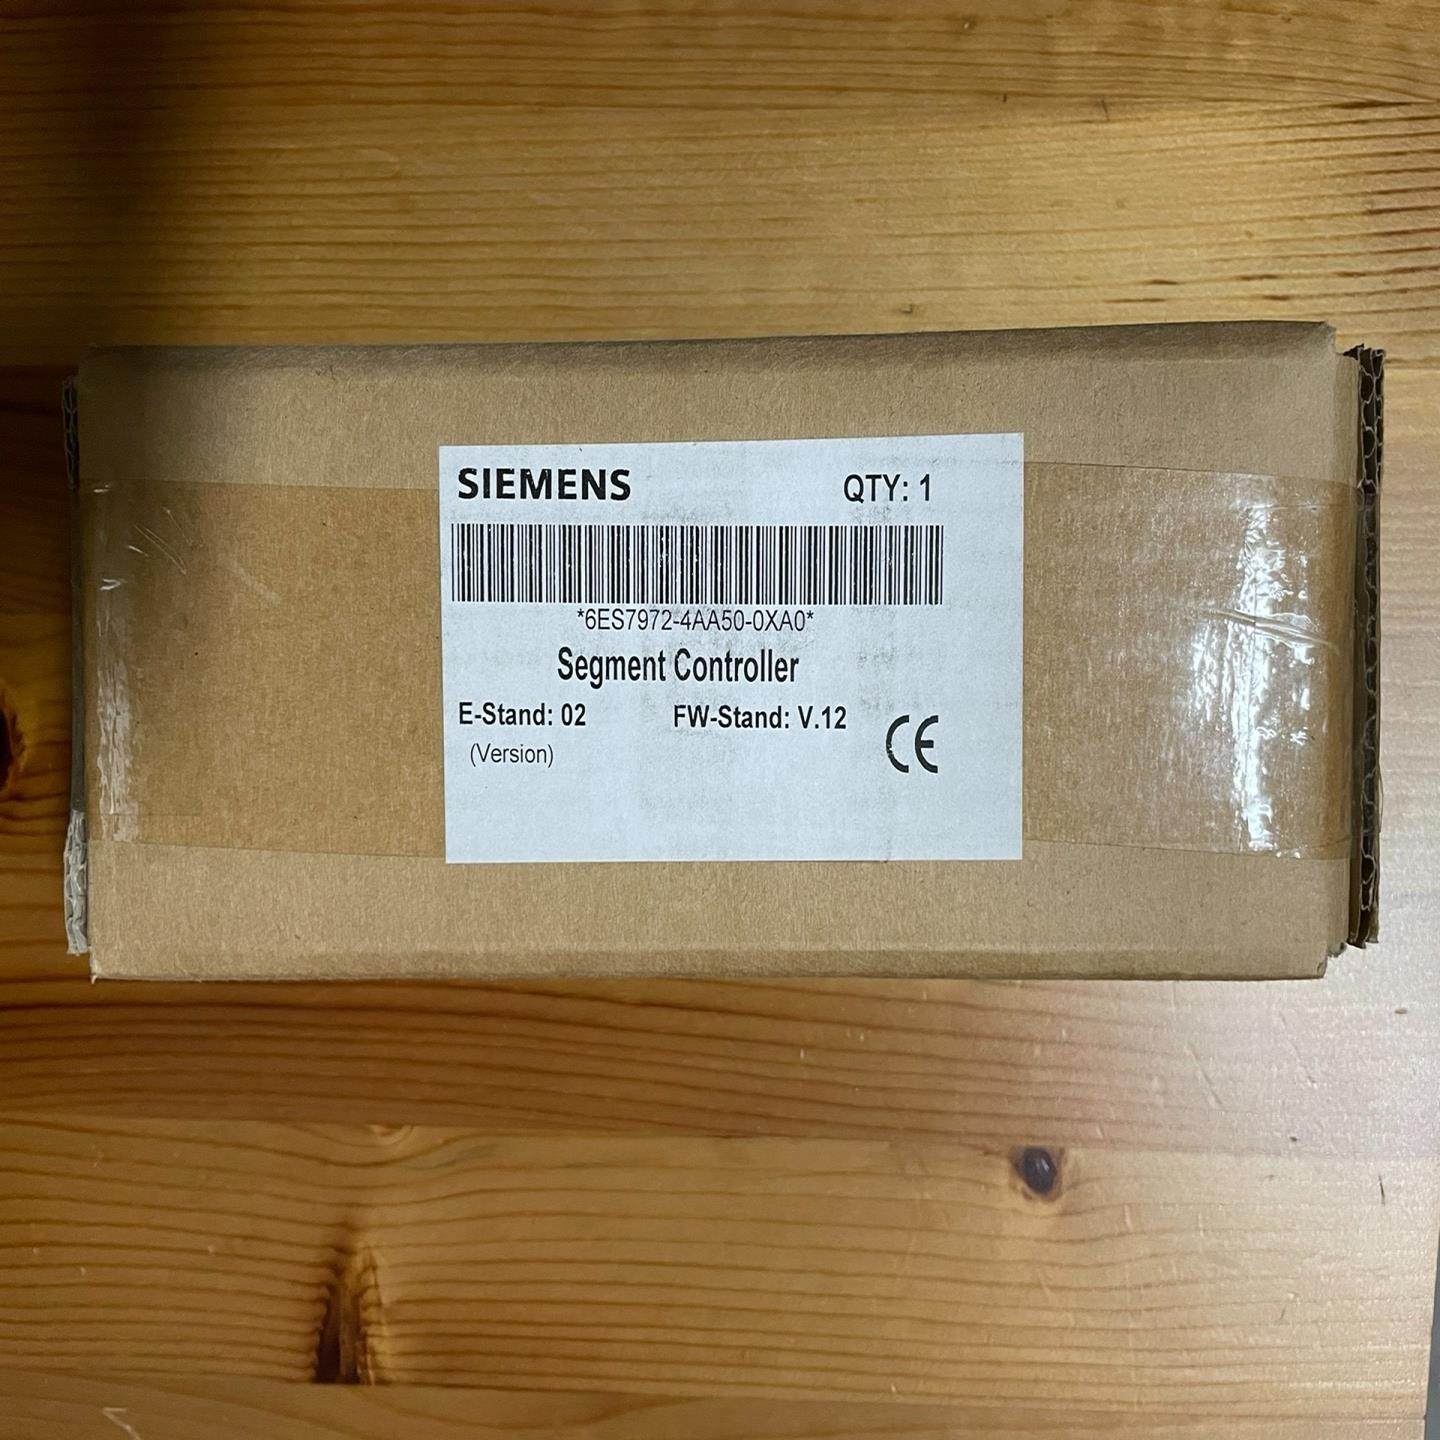 SIEMENS QTY: 1
*6ES7972-4AA50-0XA0*
Segment Controller
E-Stand: 02 FW-Stand: V.12
(Version) CE